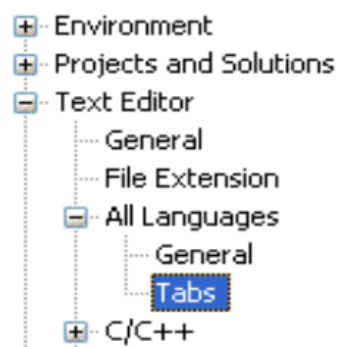 Environment
Projects and Solutions
Text Editor
General
File Extension
All Languages
General
Tabs
C/C++